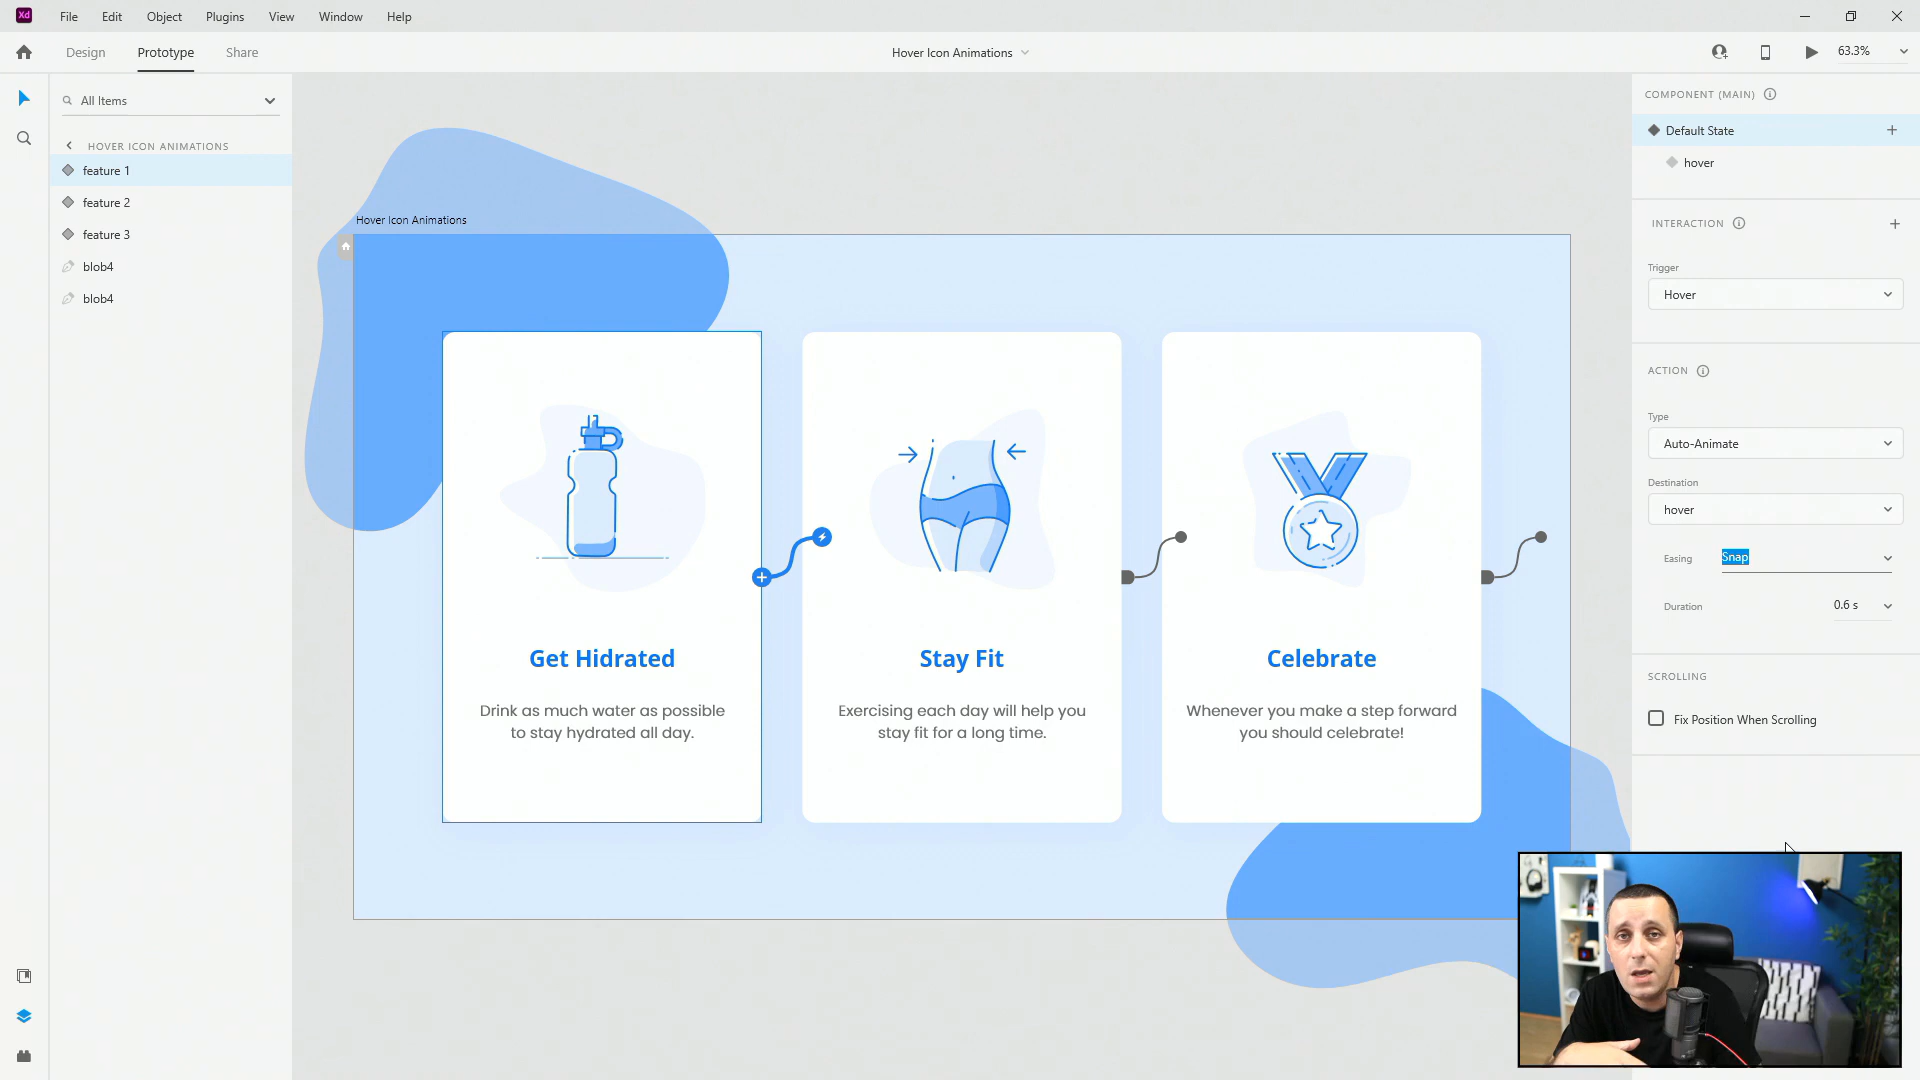 Xd File Edit Object Plugins View Window Help
Design Prototype Share Hover Icon Animations 63.3%
All Items
HOVER ICON ANIMATIONS
feature 1
feature 2
feature 3
blob4
blob4
Hover Icon Animations
Get Hidrated
Drink as much water as possible
to stay hydrated all day.
Stay Fit
Exercising each day will help you
stay fit for a long time.
Celebrate
Whenever you make a step forward
you should celebrate!
COMPONENT (MAIN)
Default State
hover
INTERACTION
Trigger
Hover
ACTION
Type
Auto-Animate
Destination
hover
Easing Snap
Duration 0.6 s
SCROLLING
Fix Position When Scrolling